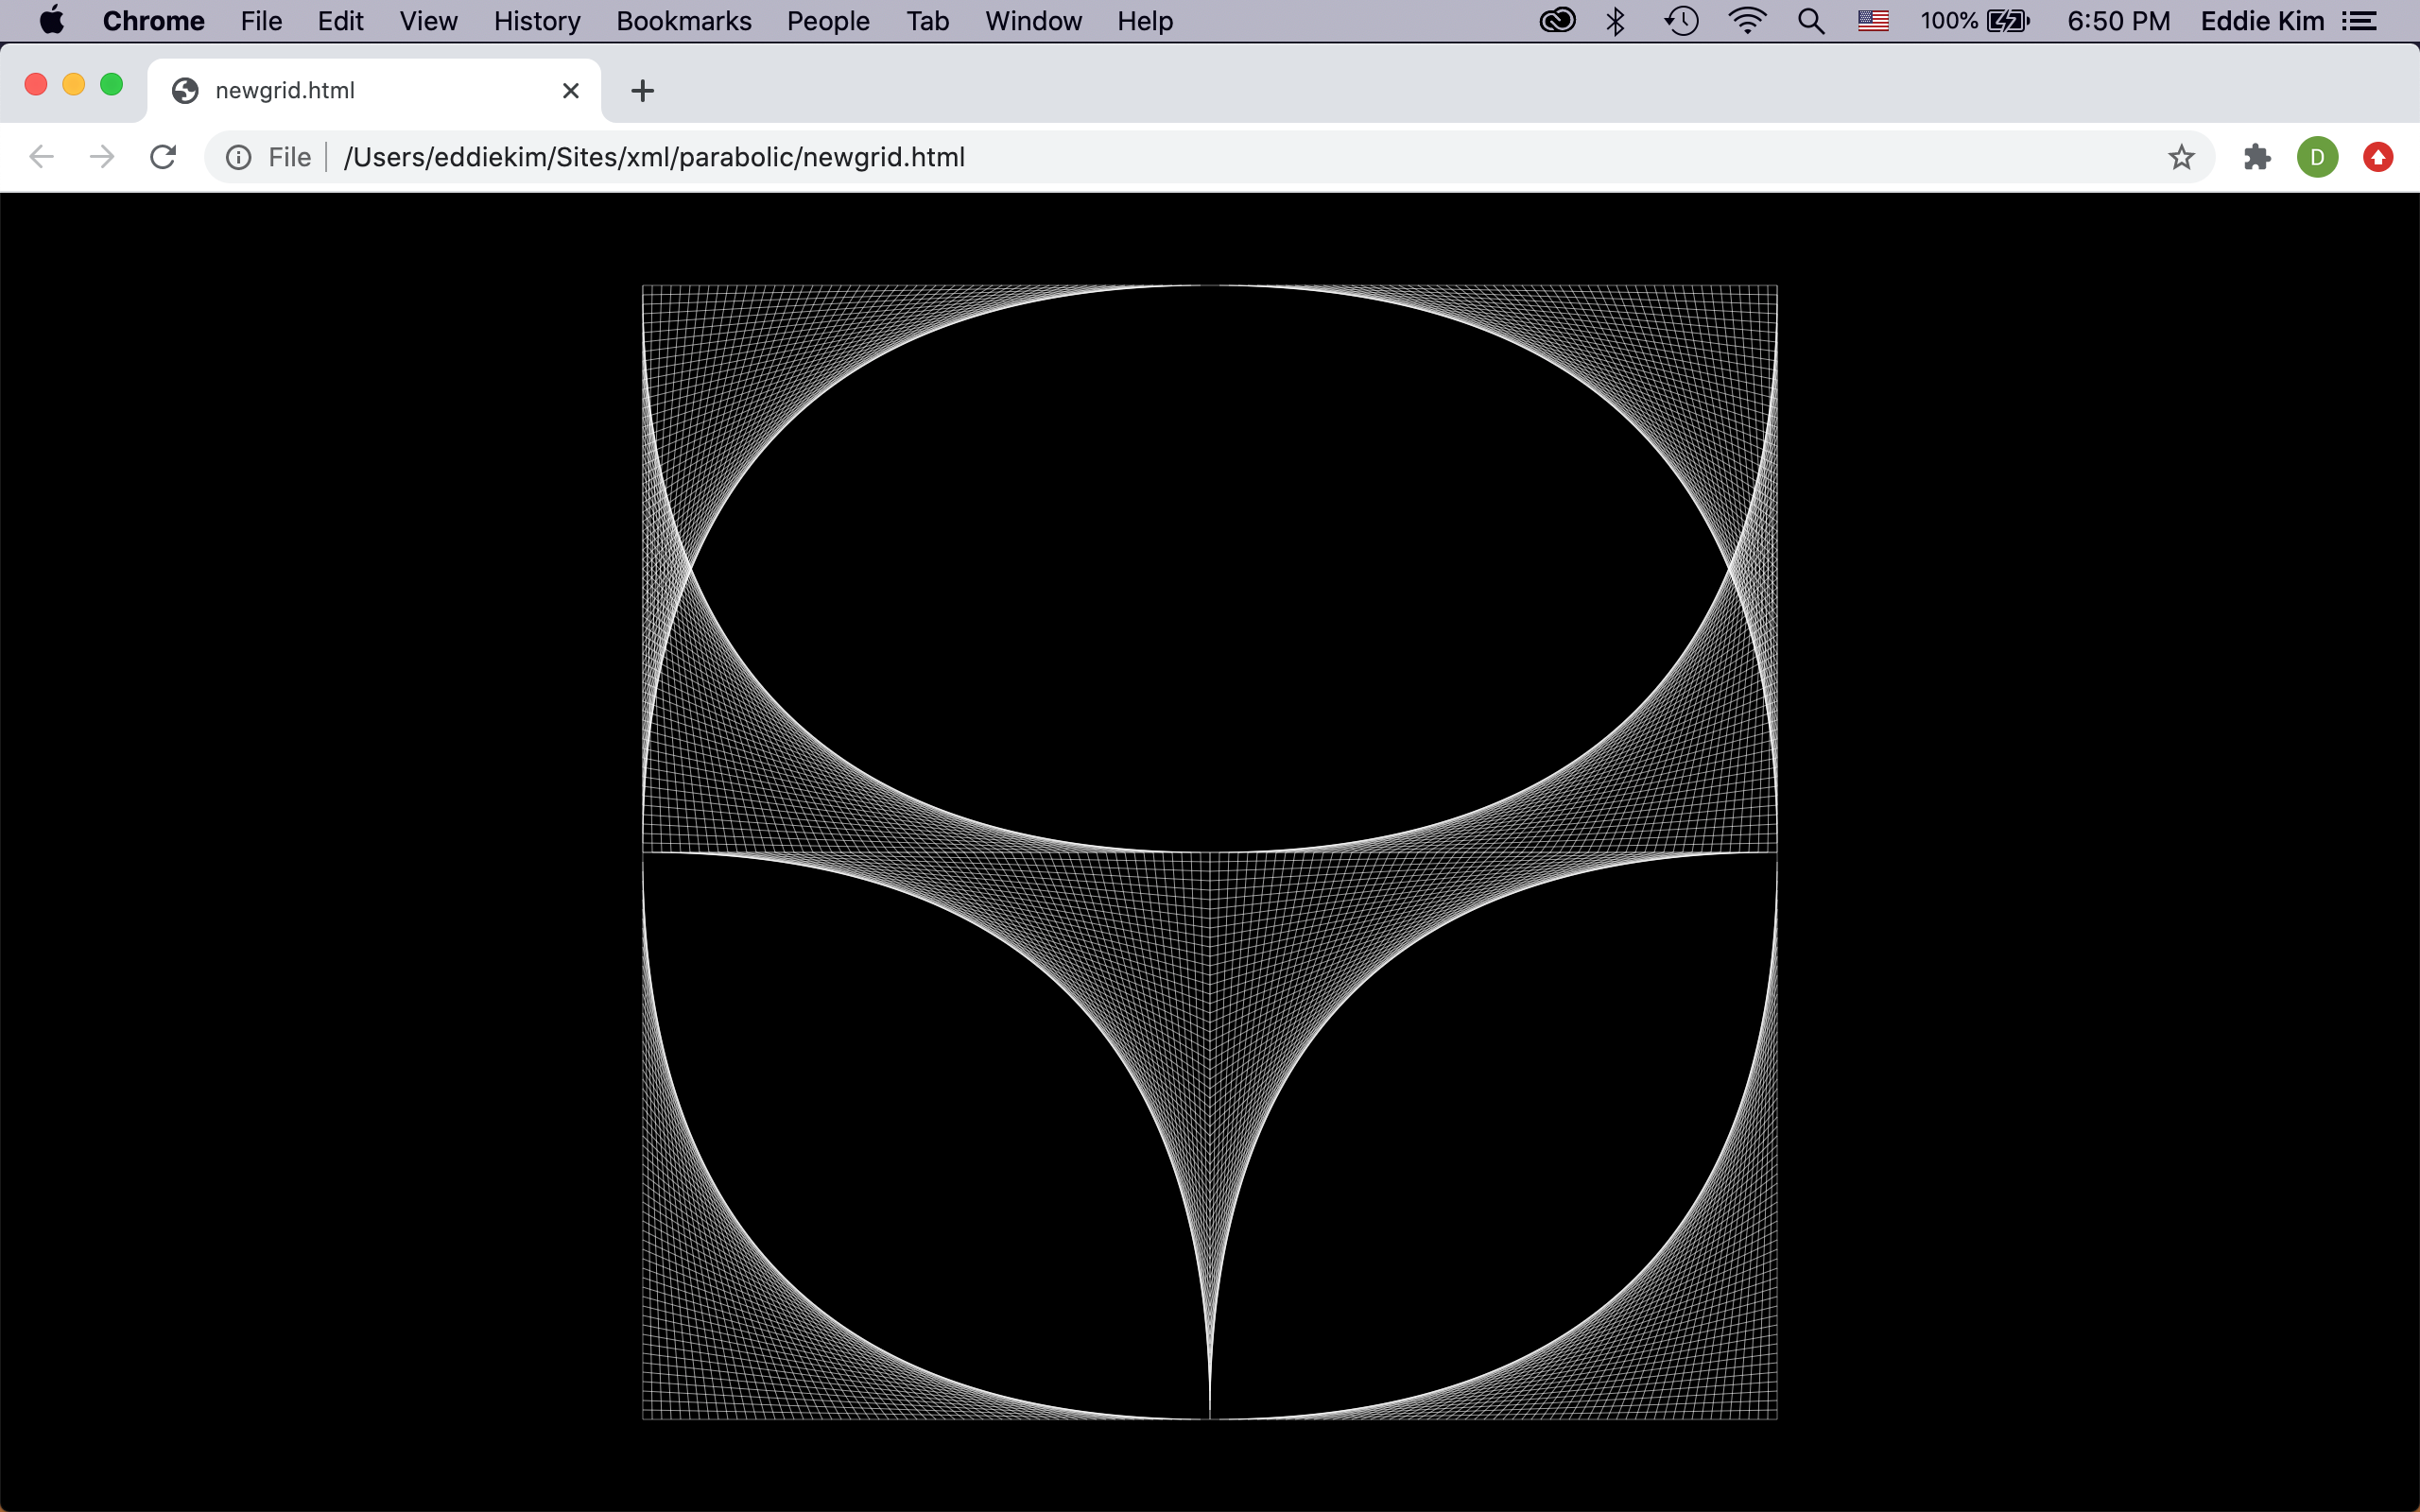 Chrome File Edit View History Bookmarks People Tab Window Help 100% 6:50 PM Eddie Kim
newgrid.html
File /Users/eddiekim/Sites/xml/parabolic/newgrid.html D